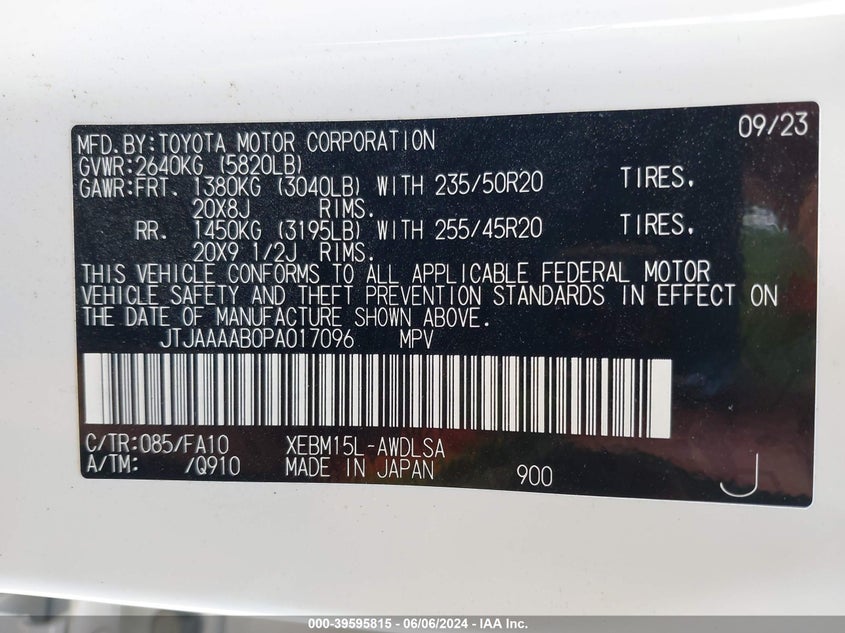 09/23
MFD.BY:TOYOTA MOTOR CORPORATION
GVWR:2640KG (5820LB)
GAWR:FRT. 1380KG (3040LB) WITH 235/50R20 TIRES,
20X8J RIMS.
RR. 1450KG (3195LB) WITH 255/45R20 TIRES,
20X9 1/2J RIMS.
THIS VEHICLE CONFORMS TO ALL APPLICABLE FEDERAL MOTOR
VEHICLE SAFETY AND THEFT PREVENTION STANDARDS IN EFFECT ON
THE DATE OF MANUFACTURE SHOWN ABOVE.
JTJAAAAB0PA017096 MPV
C/TR:085/FA10 XEBM15L-AWDLSA
A/TM: /Q910 MADE IN JAPAN 900
J
000-39595815 - 06/06/2024 - IAA Inc.